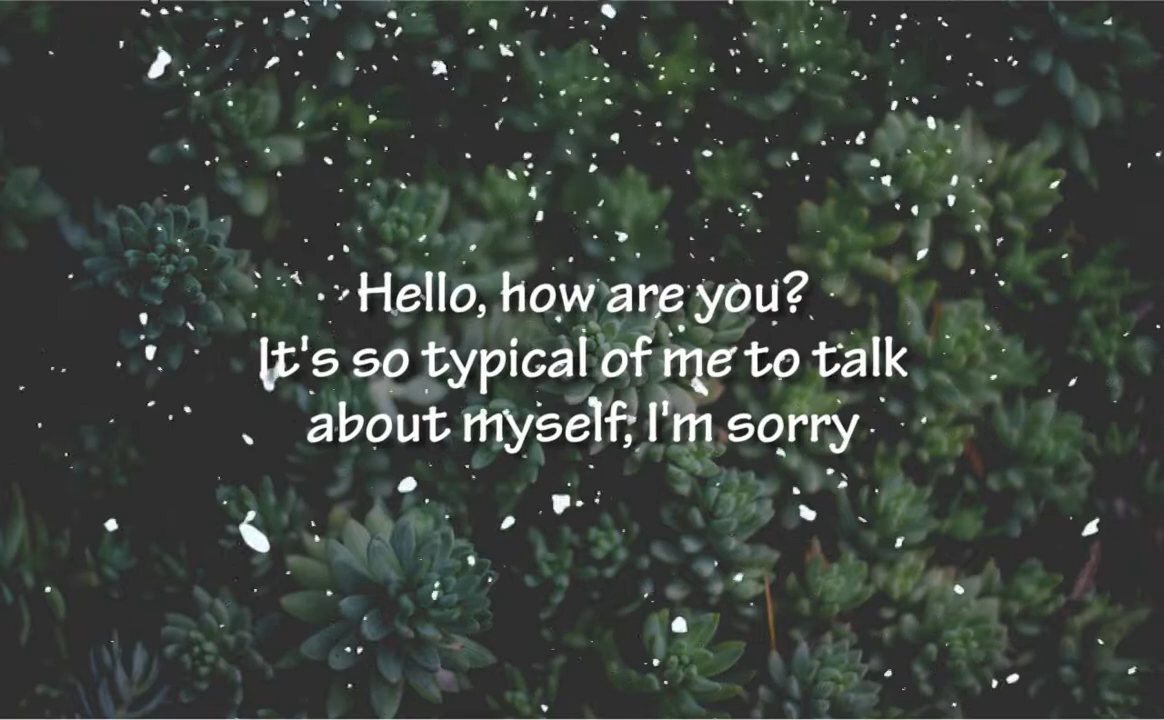 Hello, how are you?
It's so typical of me to talk
about myself, I'm sorry